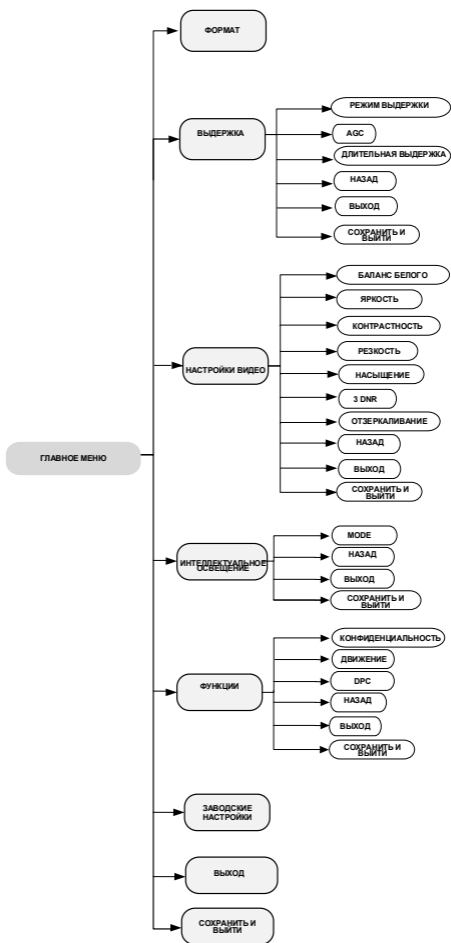 ФОРМАТ
ВЫДЕРЖКА
РЕЖИМ ВЫДЕРЖКИ
AGC
ДЛИТЕЛЬНАЯ ВЫДЕРЖКА
НАЗАД
ВЫХОД
СОХРАНИТЬ И
ВЫЙТИ
НАСТРОЙКИ ВИДЕО
БАЛАНС БЕЛОГО
ЯРКОСТЬ
КОНТРАСТНОСТЬ
РЕЗКОСТЬ
НАСЫЩЕНИЕ
3 DNR
ОТЗЕРКАЛИВАНИЕ
НАЗАД
ВЫХОД
СОХРАНИТЬ И
ВЫЙТИ
ГЛАВНОЕ МЕНЮ
ИНТЕЛЛЕКТУАЛЬНОЕ
ОСВЕЩЕНИЕ
MODE
НАЗАД
ВЫХОД
СОХРАНИТЬ И
ВЫЙТИ
ФУНКЦИИ
КОНФИДЕНЦИАЛЬНОСТЬ
ДВИЖЕНИЕ
DPC
НАЗАД
ВЫХОД
СОХРАНИТЬ И
ВЫЙТИ
ЗАВОДСКИЕ
НАСТРОЙКИ
ВЫХОД
СОХРАНИТЬ И
ВЫЙТИ